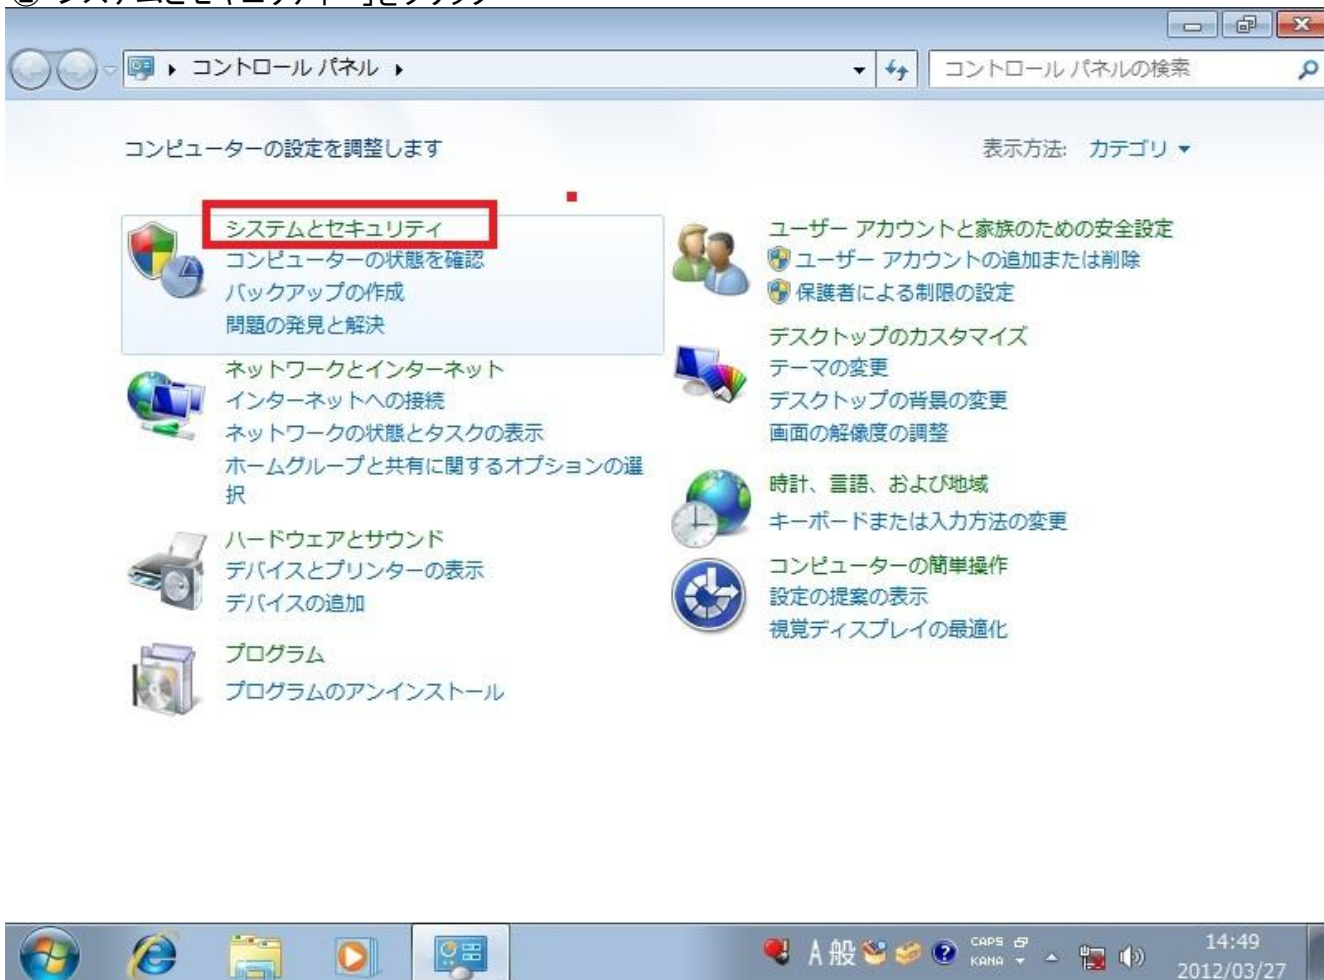 システムとセキュリティー」をクリック
コントロール パネル
コントロール パネルの検索
コンピューターの設定を調整します
表示方法: カテゴリ
システムとセキュリティ
コンピューターの状態を確認
バックアップの作成
問題の発見と解決
ネットワークとインターネット
インターネットへの接続
ネットワークの状態とタスクの表示
ホームグループと共有に関するオプションの選
択
ハードウェアとサウンド
デバイスとプリンターの表示
デバイスの追加
プログラム
プログラムのアンインストール
ユーザー アカウントと家族のための安全設定
ユーザー アカウントの追加または削除
保護者による制限の設定
デスクトップのカスタマイズ
テーマの変更
デスクトップの背景の変更
画面の解像度の調整
時計、言語、および地域
キーボードまたは入力方法の変更
コンピューターの簡単操作
設定の提案の表示
視覚ディスプレイの最適化
A 般
CAPS
KANA
14:49
2012/03/27